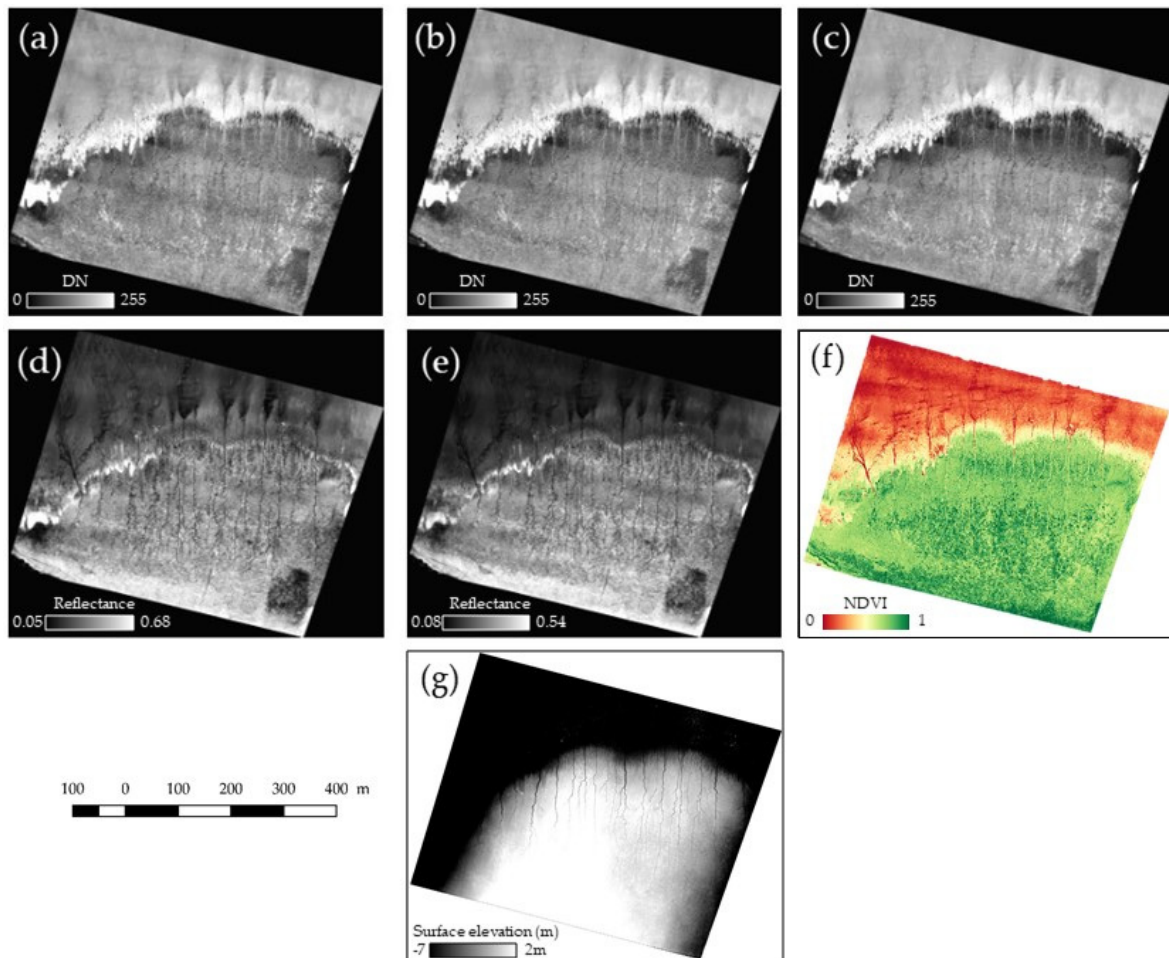 (a)
(b)
(c)
DN
0 255
DN
0 255
DN
0 255
(d)
(e)
(f)
Reflectance
0.05 0.68
Reflectance
0.08 0.54
NDVI
0 1
(g)
100 0 100 200 300 400 m
Surface elevation (m)
-7 2m